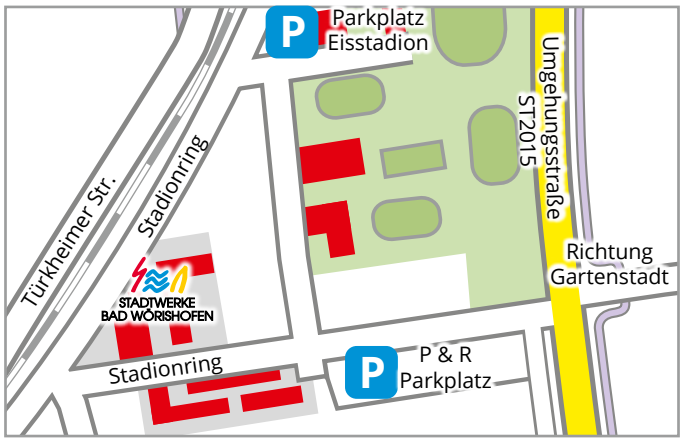 P
Parkplatz
Eisstadion
Umgehungsstraße
ST2015
Türkheimer Str.
Stadionring
Richtung
Gartenstadt
STADTWERKE
BAD WÖRISHOFEN
Stadionring
P
P & R
Parkplatz